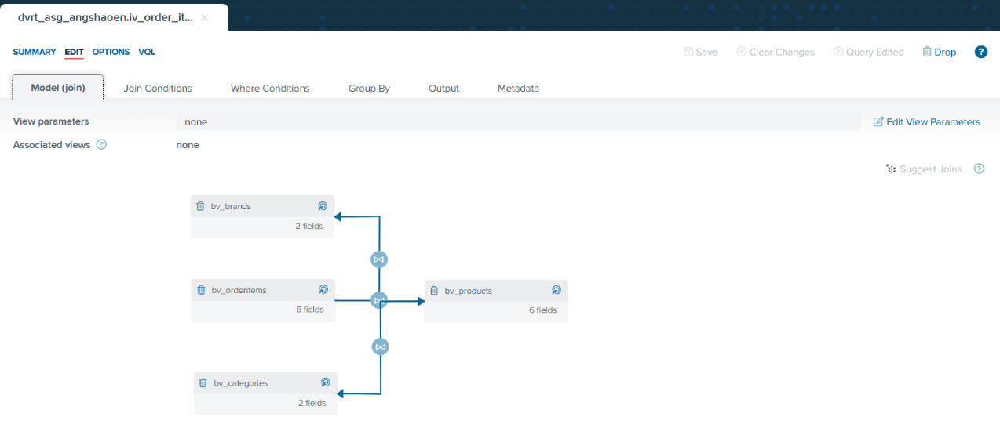 dvrt_asg_angshaoen.iv_order_it...
SUMMARY EDIT OPTIONS VQL
Save Clear Changes Query Edited Drop ?
Model (join) Join Conditions Where Conditions Group By Output Metadata
View parameters none Edit View Parameters
Associated views ? none
Suggest Joins ?
bv_brands
2 fields
bv_orderitems
6 fields
bv_products
6 fields
bv_categories
2 fields